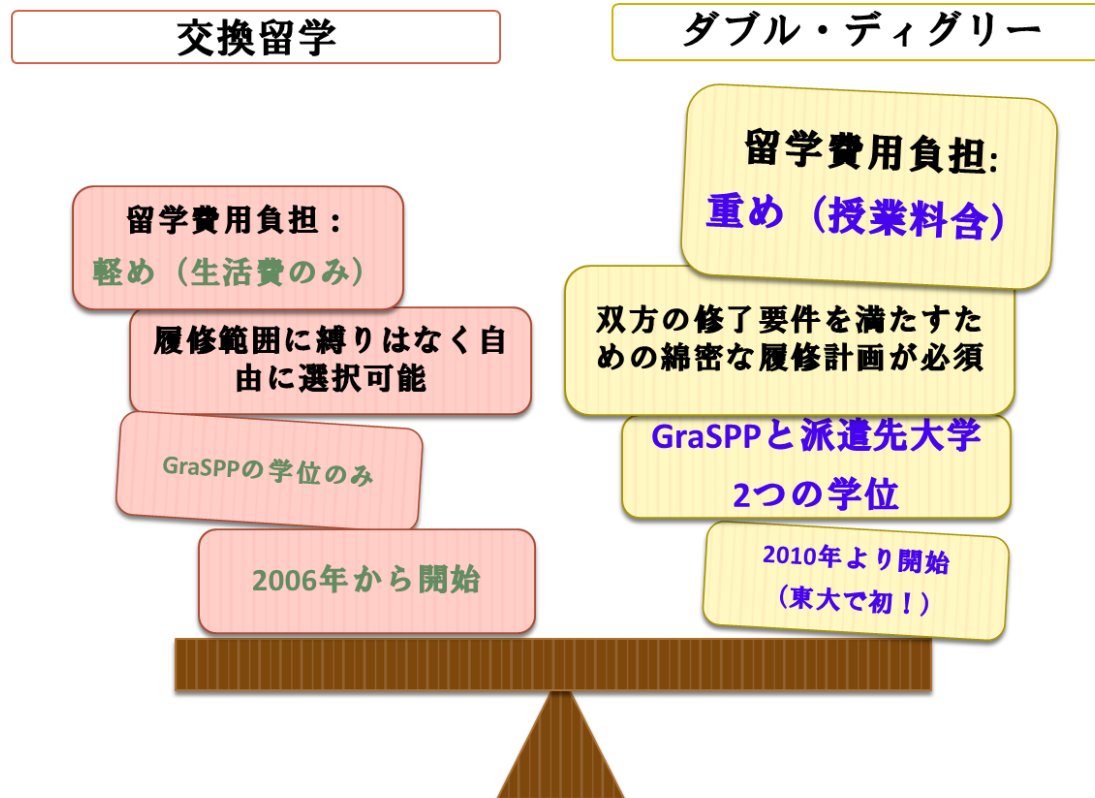 交換留学
留学費用負担：
軽め（生活費のみ）
履修範囲に縛りはなく自
由に選択可能
GraSPPの学位のみ
2006年から開始
ダブル・ディグリー
留学費用負担:
重め（授業料含）
双方の修了要件を満たすた
めの綿密な履修計画が必須
GraSPPと派遣先大学
2つの学位
2010年より開始
（東大で初！）